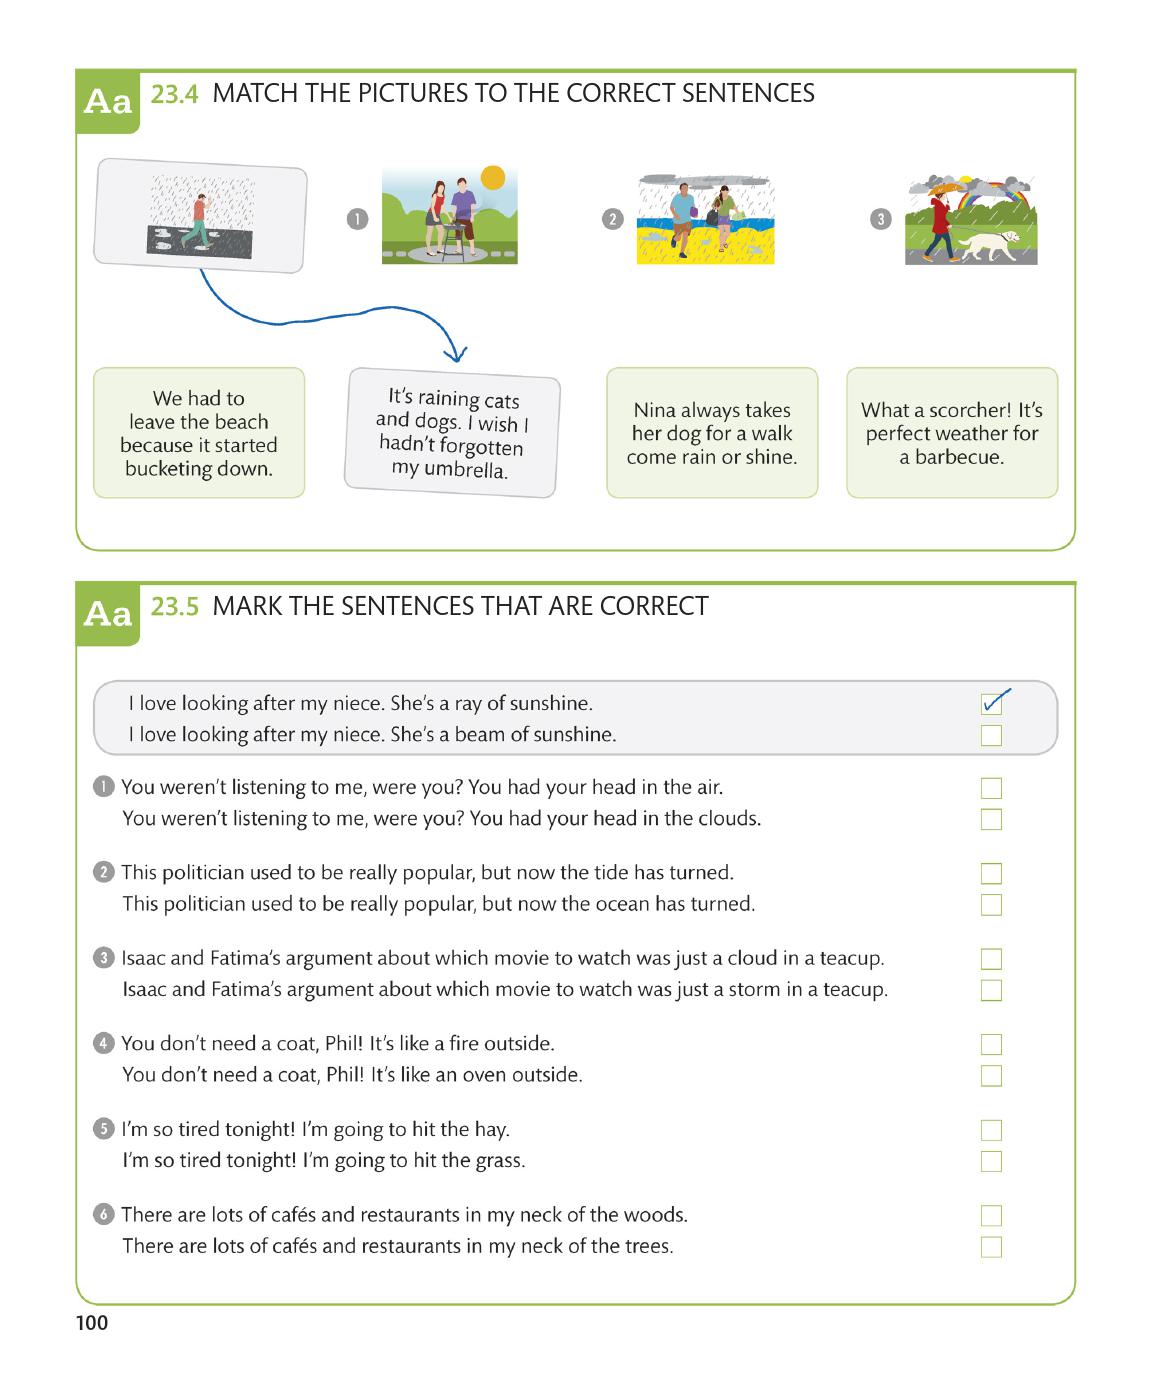 Aa 23.4 MATCH THE PICTURES TO THE CORRECT SENTENCES
1
2
3
We had to
leave the beach
because it started
bucketing down.
It's raining cats
and dogs. I wish I
hadn't forgotten
my umbrella.
Nina always takes
her dog for a walk
come rain or shine.
What a scorcher! It's
perfect weather for
a barbecue.
Aa 23.5 MARK THE SENTENCES THAT ARE CORRECT
I love looking after my niece. She's a ray of sunshine.
I love looking after my niece. She's a beam of sunshine.
1 You weren't listening to me, were you? You had your head in the air.
You weren't listening to me, were you? You had your head in the clouds.
2 This politician used to be really popular, but now the tide has turned.
This politician used to be really popular, but now the ocean has turned.
3 Isaac and Fatima's argument about which movie to watch was just a cloud in a teacup.
Isaac and Fatima's argument about which movie to watch was just a storm in a teacup.
4 You don't need a coat, Phil! It's like a fire outside.
You don't need a coat, Phil! It's like an oven outside.
5 I'm so tired tonight! I'm going to hit the hay.
I'm so tired tonight! I'm going to hit the grass.
6 There are lots of cafés and restaurants in my neck of the woods.
There are lots of cafés and restaurants in my neck of the trees.
100